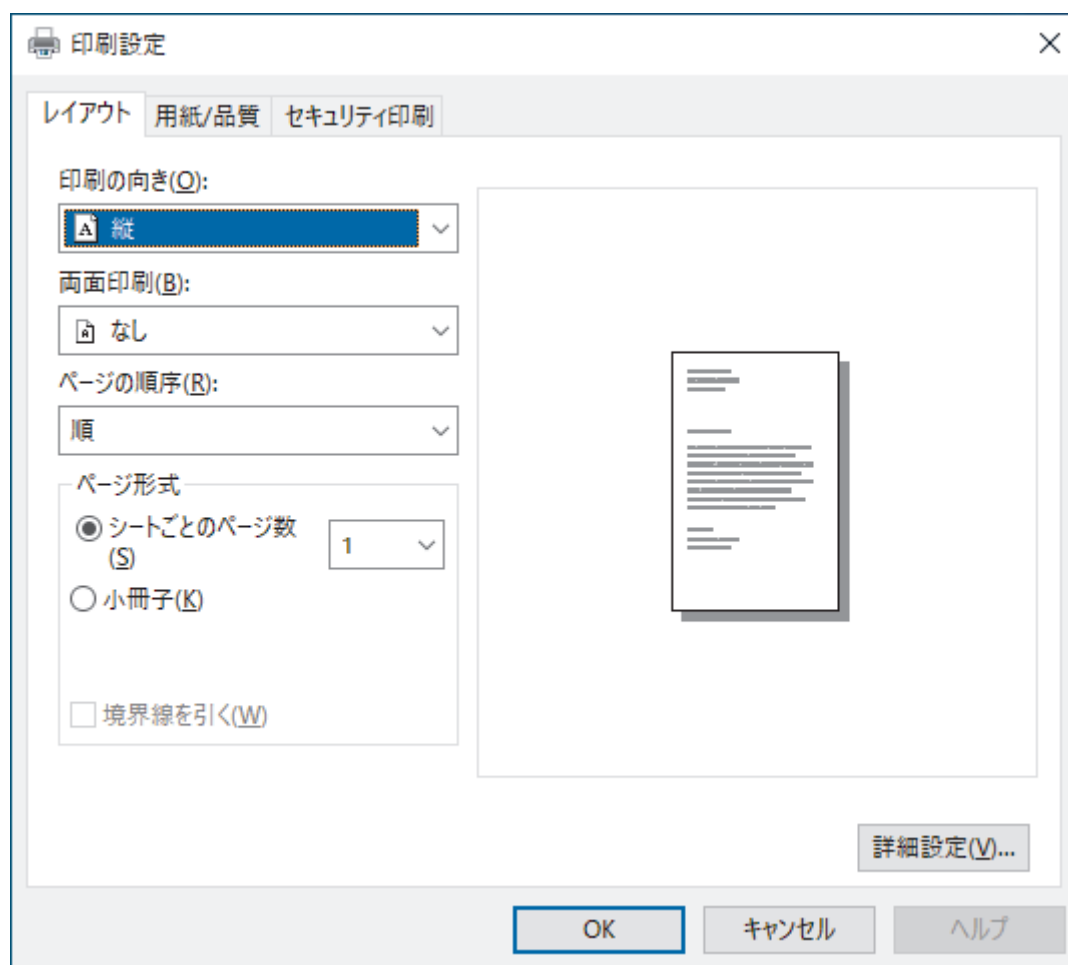 印刷設定
レイアウト 用紙/品質 セキュリティ印刷
印刷の向き(O):
縦
両面印刷(B):
なし
ページの順序(R):
順
ページ形式
シートごとのページ数
(S)
1
小冊子(K)
境界線を引く(W)
詳細設定(V)...
OK キャンセル ヘルプ